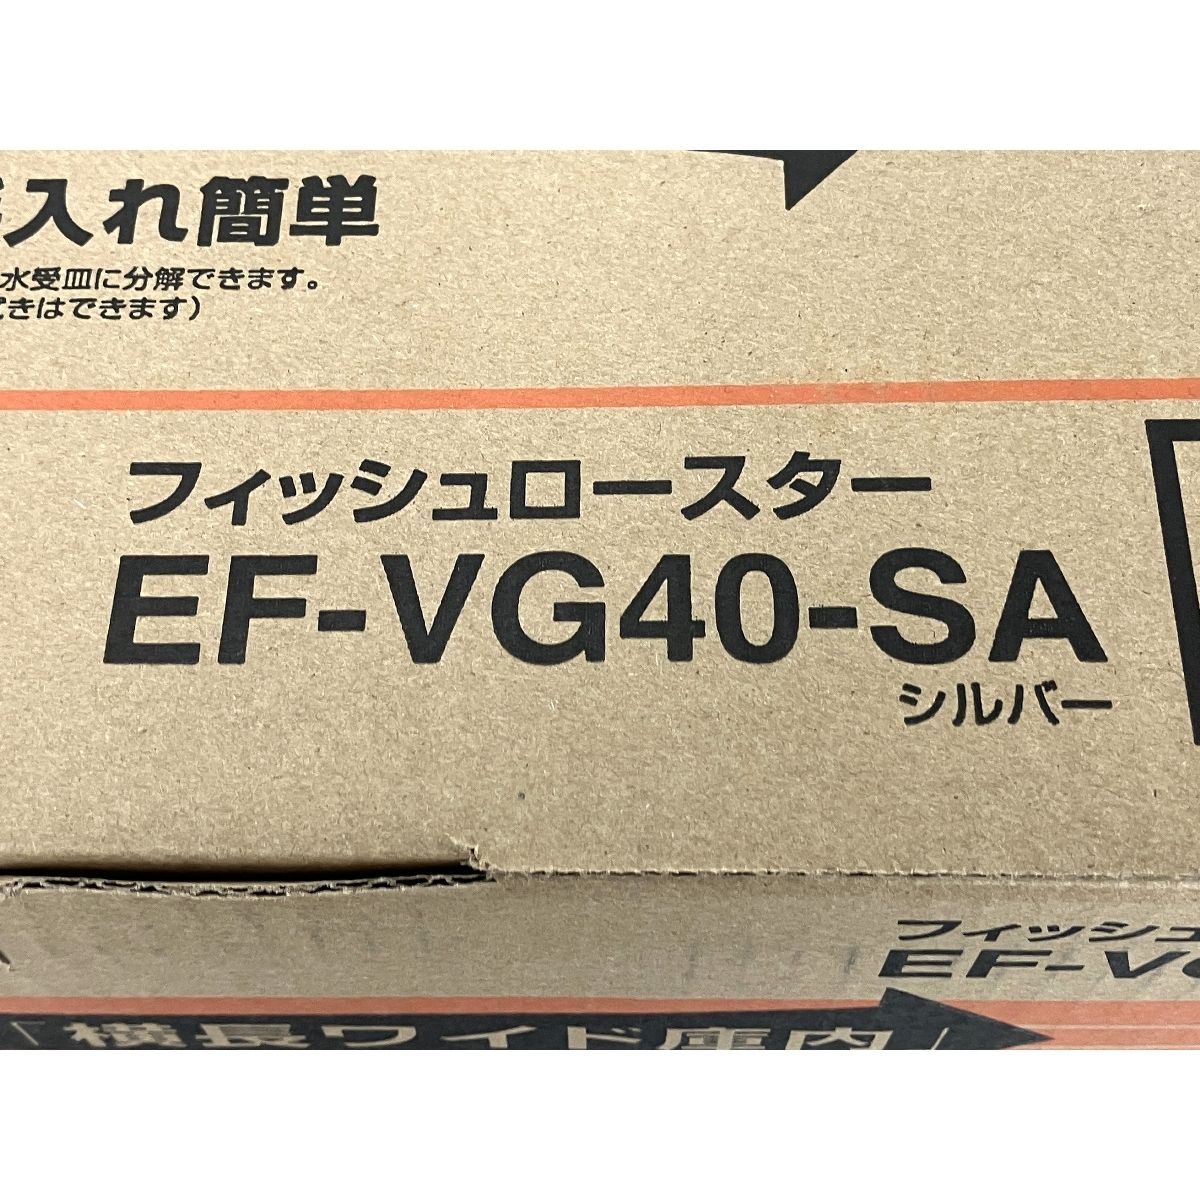 入れ簡単
水受皿に分解できます。
きはできます）
フィッシュロースター
EF-VG40-SA
シルバー
フィッシュ
EF-V
横長ワイド庫内